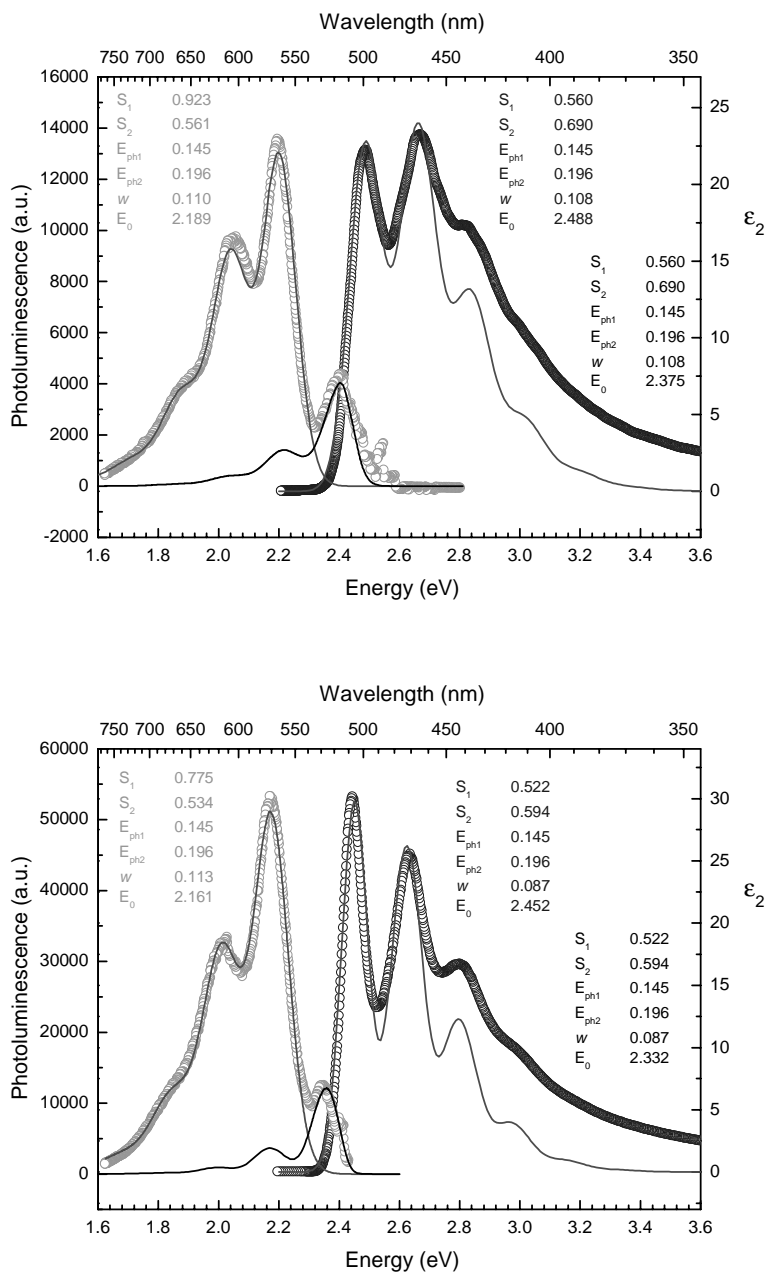 Wavelength (nm)
750 700 650 600 550 500 450 400 350
16000
14000
12000
10000
8000
6000
4000
2000
0
-2000
Photoluminescence (a.u.)
S1 0.923
S2 0.561
Eph1 0.145
Eph2 0.196
w 0.110
E0 2.189
S1 0.560
S2 0.690
Eph1 0.145
Eph2 0.196
w 0.108
E0 2.488
S1 0.560
S2 0.690
Eph1 0.145
Eph2 0.196
w 0.108
E0 2.375
25
20
15
10
5
0
ε2
1.6 1.8 2.0 2.2 2.4 2.6 2.8 3.0 3.2 3.4 3.6
Energy (eV)
Wavelength (nm)
750 700 650 600 550 500 450 400 350
60000
50000
40000
30000
20000
10000
0
Photoluminescence (a.u.)
S1 0.775
S2 0.534
Eph1 0.145
Eph2 0.196
w 0.113
E0 2.161
S1 0.522
S2 0.594
Eph1 0.145
Eph2 0.196
w 0.087
E0 2.452
S1 0.522
S2 0.594
Eph1 0.145
Eph2 0.196
w 0.087
E0 2.332
30
25
20
15
10
5
0
ε2
1.6 1.8 2.0 2.2 2.4 2.6 2.8 3.0 3.2 3.4 3.6
Energy (eV)